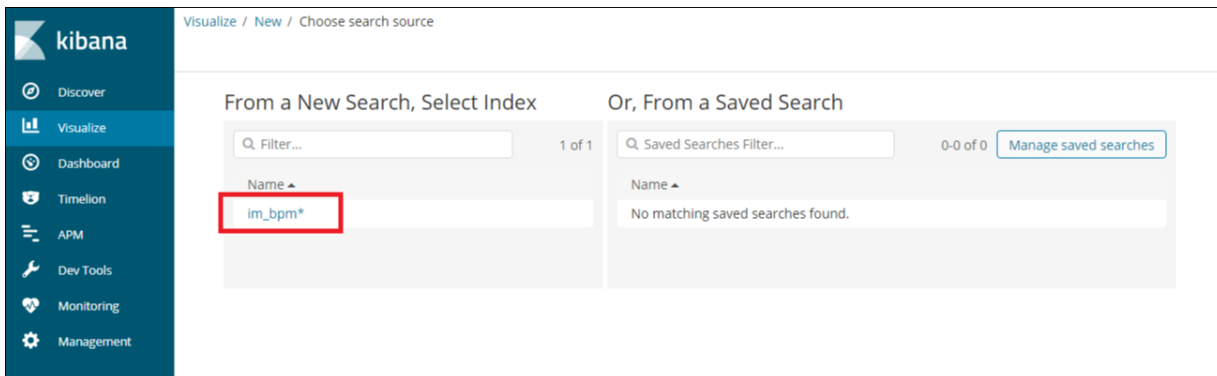 kibana
Discover
Visualize
Dashboard
Timelion
APM
Dev Tools
Monitoring
Management
Visualize / New / Choose search source
From a New Search, Select Index
Filter...
1 of 1
Name
im_bpm*
Or, From a Saved Search
Saved Searches Filter...
0-0 of 0
Manage saved searches
Name
No matching saved searches found.